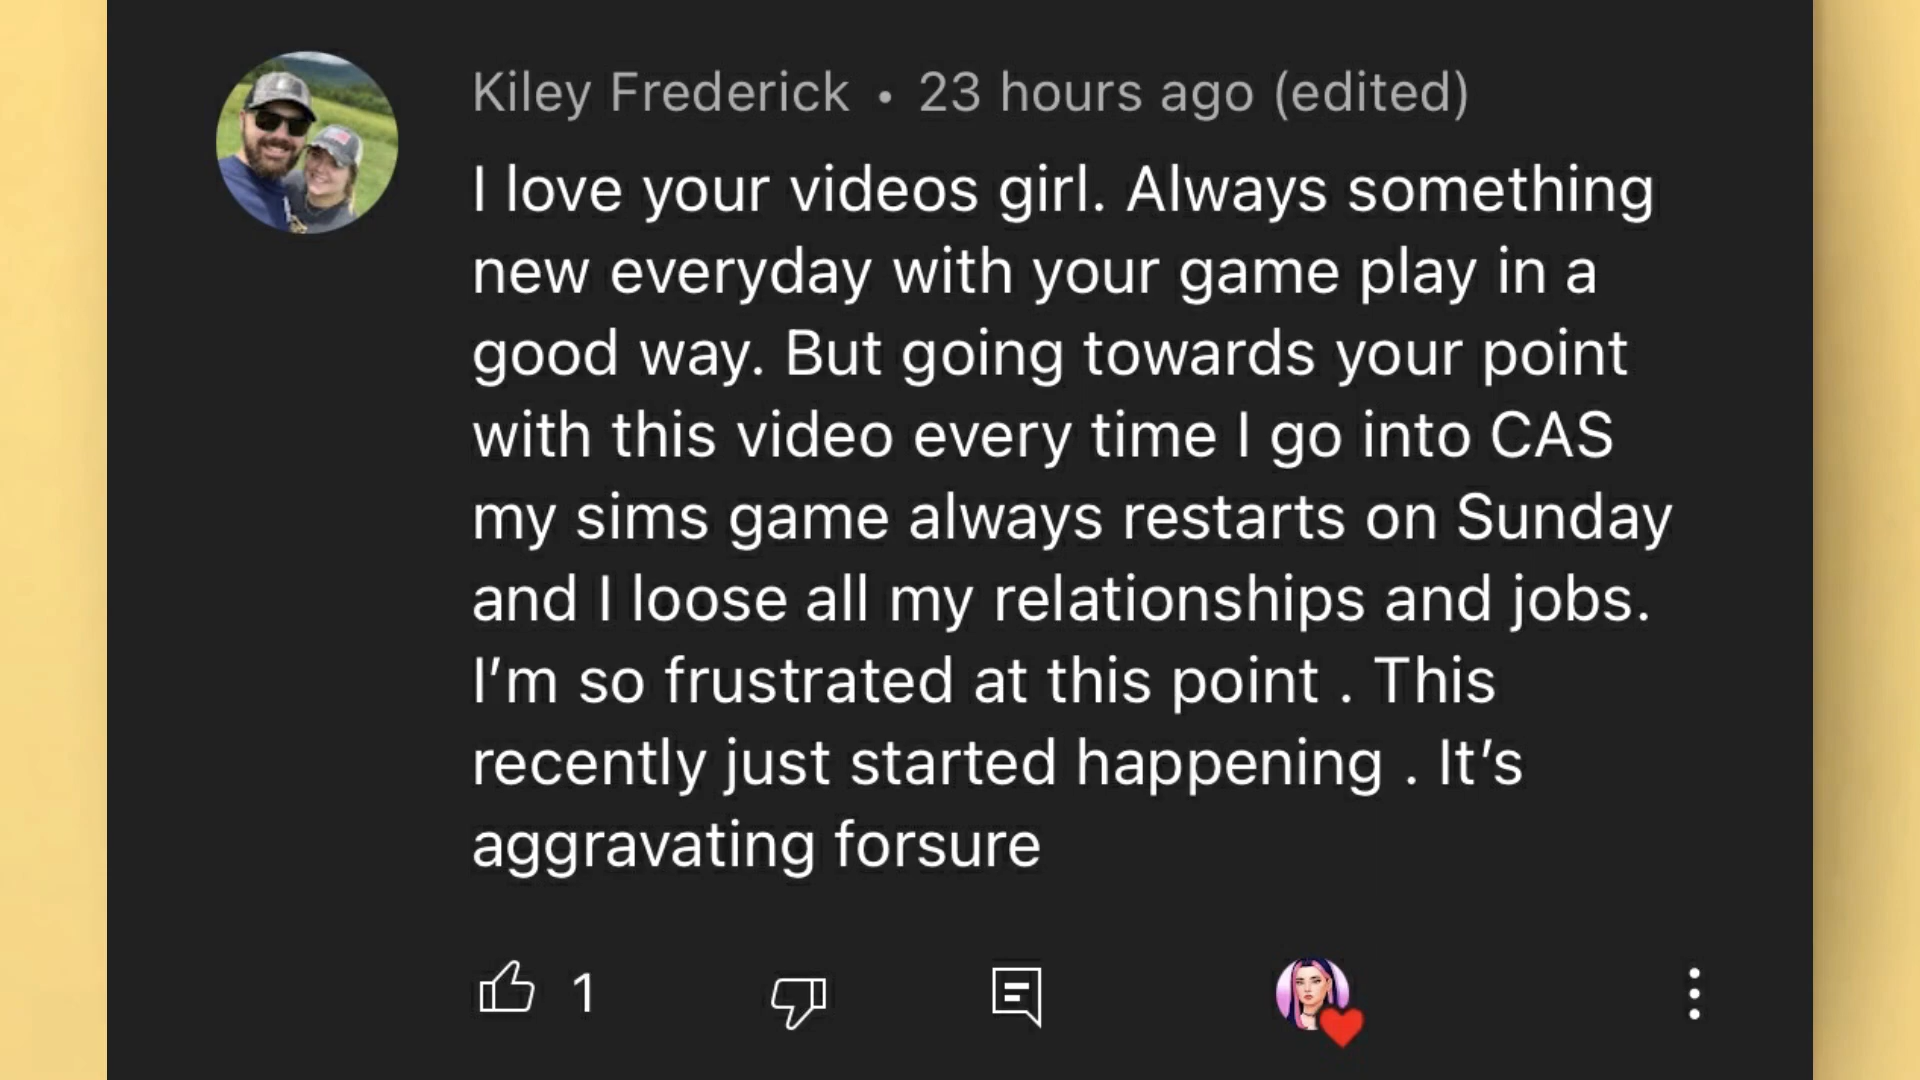 Kiley Frederick • 23 hours ago (edited)
I love your videos girl. Always something
new everyday with your game play in a
good way. But going towards your point
with this video every time I go into CAS
my sims game always restarts on Sunday
and I loose all my relationships and jobs.
I’m so frustrated at this point . This
recently just started happening . It’s
aggravating forsure
1